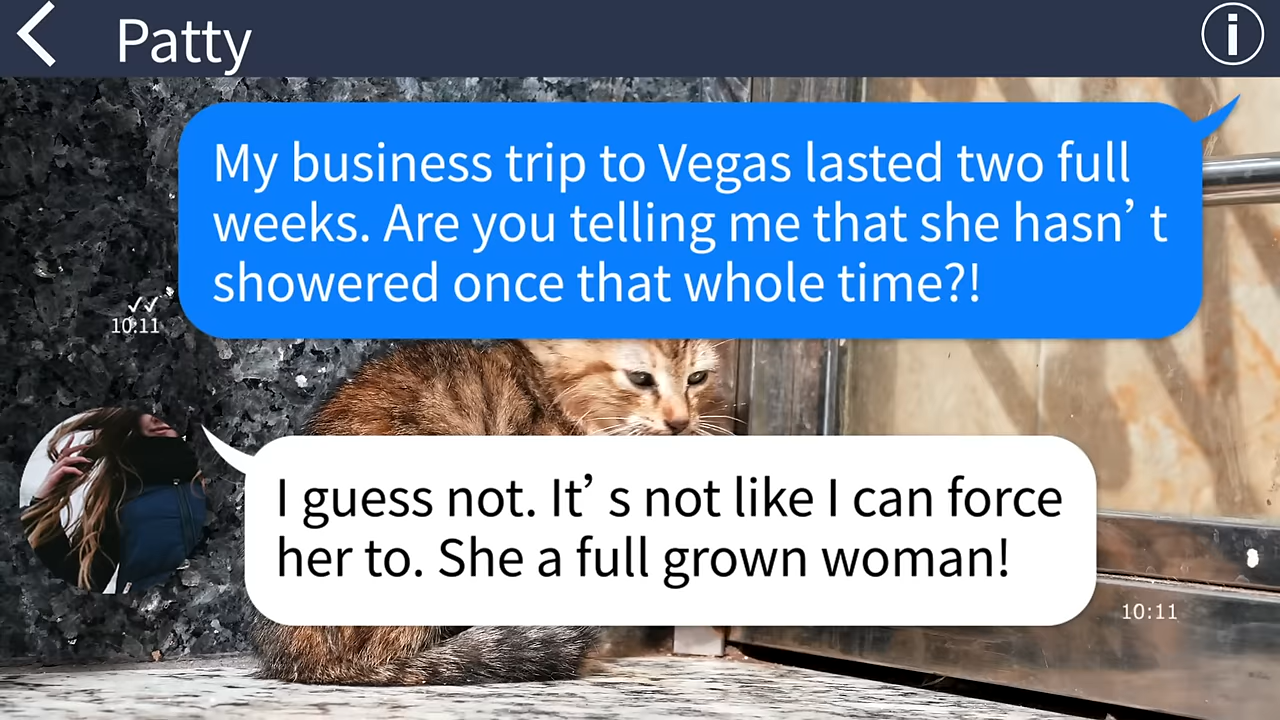 Patty
My business trip to Vegas lasted two full
weeks. Are you telling me that she hasn’t
showered once that whole time?!
10:11
I guess not. It’s not like I can force
her to. She a full grown woman!
10:11